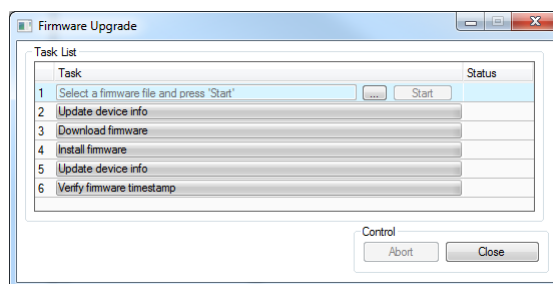 Firmware Upgrade
Task List
Task Status
1 Select a firmware file and press 'Start' ... Start
2 Update device info
3 Download firmware
4 Install firmware
5 Update device info
6 Verify firmware timestamp
Control
Abort Close